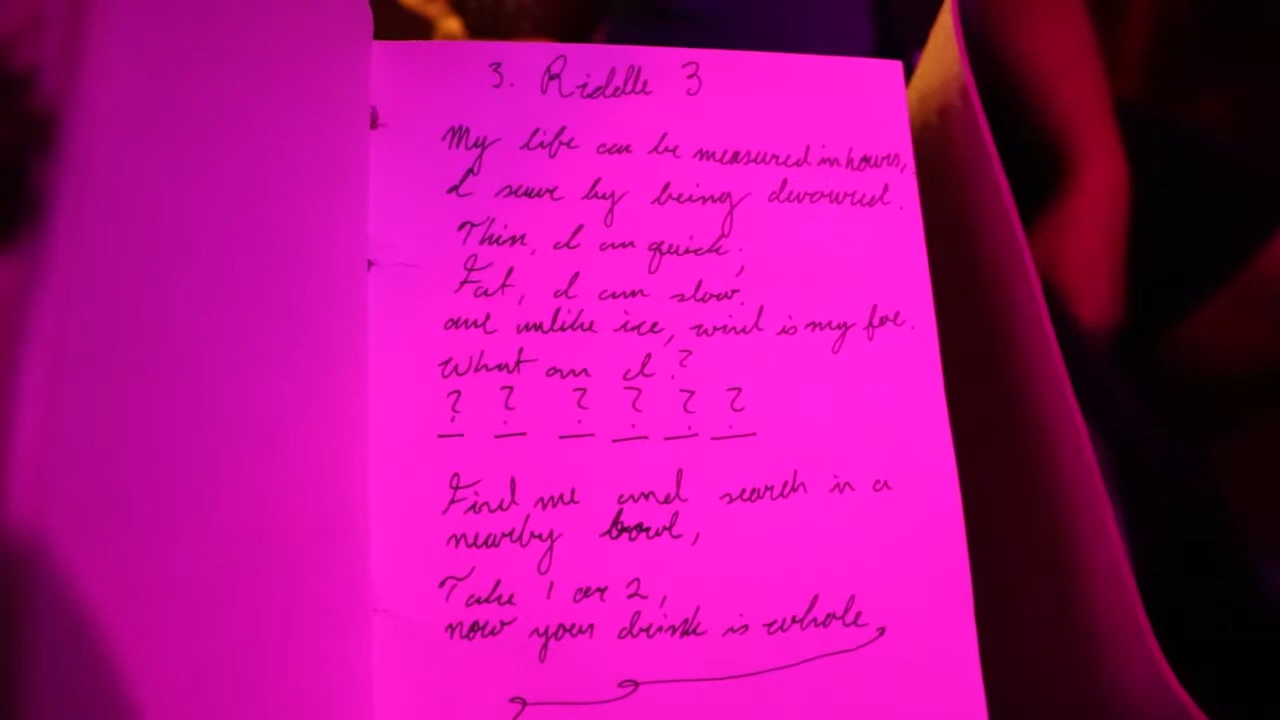 3. Riddle 3
My life can be measured in hours,
I serve by being devoured.
Thin, I am quick;
Fat, I am slow.
and unlike ice, wind is my foe.
What am I?
? ? ? ? ? ?
Find me and search in a
nearby bowl,
Take 1 or 2,
now your drink is whole